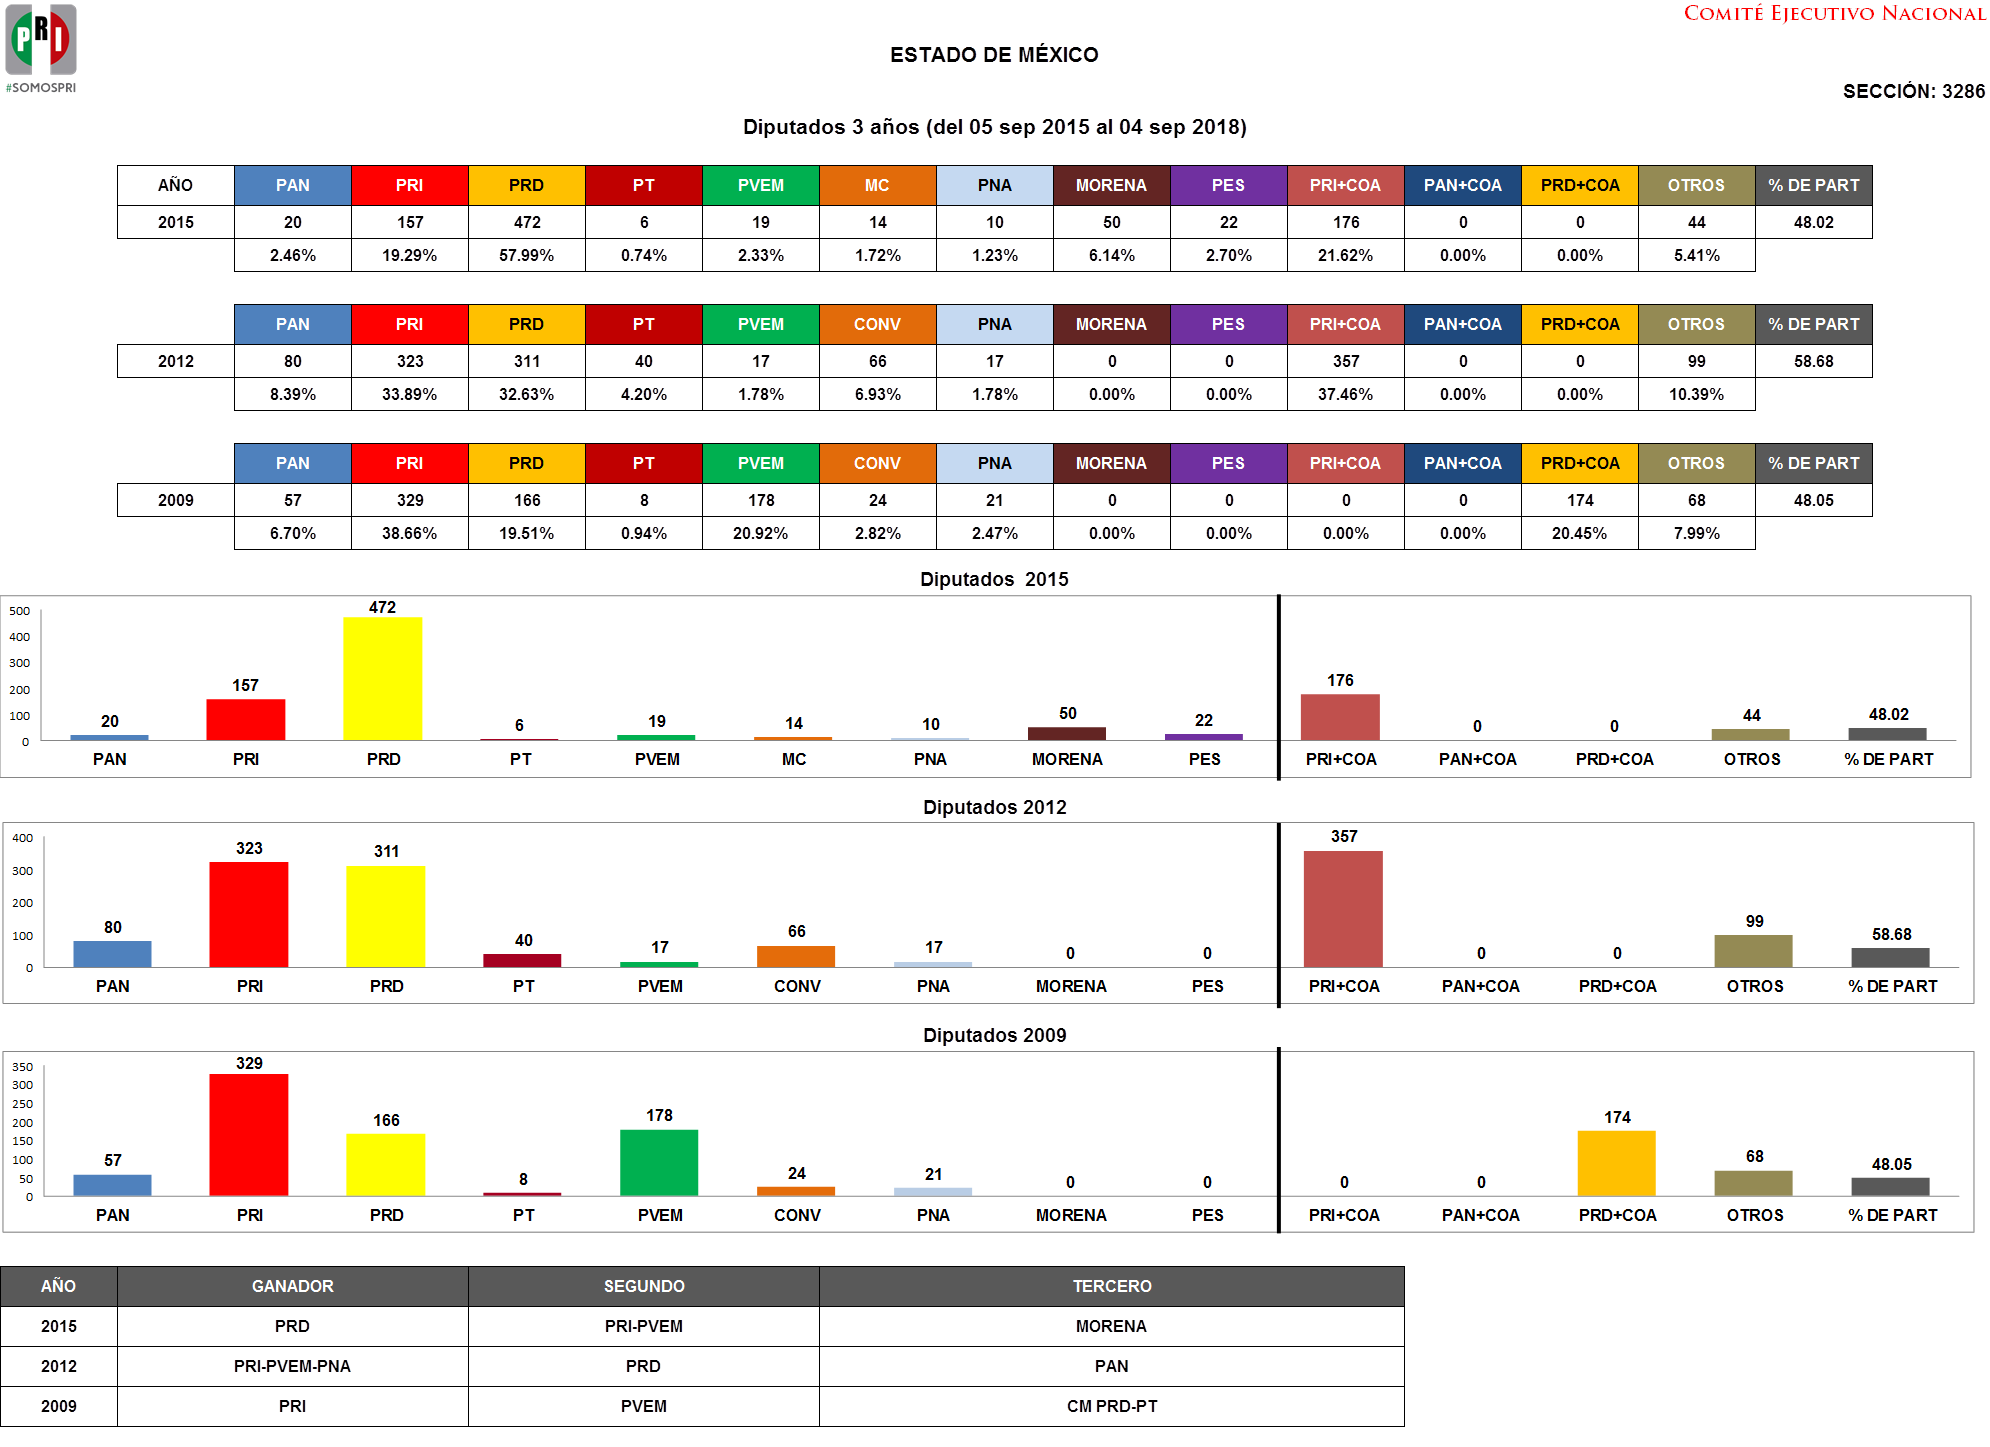 PRI
#SOMOSPRI
COMITÉ EJECUTIVO NACIONAL
ESTADO DE MÉXICO
SECCIÓN: 3286
Diputados 3 años (del 05 sep 2015 al 04 sep 2018)
AÑO PAN PRI PRD PT PVEM MC PNA MORENA PES PRI+COA PAN+COA PRD+COA OTROS % DE PART
2015 20 157 472 6 19 14 10 50 22 176 0 0 44 48.02
2.46% 19.29% 57.99% 0.74% 2.33% 1.72% 1.23% 6.14% 2.70% 21.62% 0.00% 0.00% 5.41%
PAN PRI PRD PT PVEM CONV PNA MORENA PES PRI+COA PAN+COA PRD+COA OTROS % DE PART
2012 80 323 311 40 17 66 17 0 0 357 0 0 99 58.68
8.39% 33.89% 32.63% 4.20% 1.78% 6.93% 1.78% 0.00% 0.00% 37.46% 0.00% 0.00% 10.39%
PAN PRI PRD PT PVEM CONV PNA MORENA PES PRI+COA PAN+COA PRD+COA OTROS % DE PART
2009 57 329 166 8 178 24 21 0 0 0 0 174 68 48.05
6.70% 38.66% 19.51% 0.94% 20.92% 2.82% 2.47% 0.00% 0.00% 0.00% 0.00% 20.45% 7.99%
Diputados 2015
500
400
300
200
100
0
20 157 472 6 19 14 10 50 22 176 0 0 44 48.02
PAN PRI PRD PT PVEM MC PNA MORENA PES PRI+COA PAN+COA PRD+COA OTROS % DE PART
Diputados 2012
400
300
200
100
0
80 323 311 40 17 66 17 0 0 357 0 0 99 58.68
PAN PRI PRD PT PVEM CONV PNA MORENA PES PRI+COA PAN+COA PRD+COA OTROS % DE PART
Diputados 2009
350
300
250
200
150
100
50
0
57 329 166 8 178 24 21 0 0 0 0 174 68 48.05
PAN PRI PRD PT PVEM CONV PNA MORENA PES PRI+COA PAN+COA PRD+COA OTROS % DE PART
AÑO GANADOR SEGUNDO TERCERO
2015 PRD PRI-PVEM MORENA
2012 PRI-PVEM-PNA PRD PAN
2009 PRI PVEM CM PRD-PT